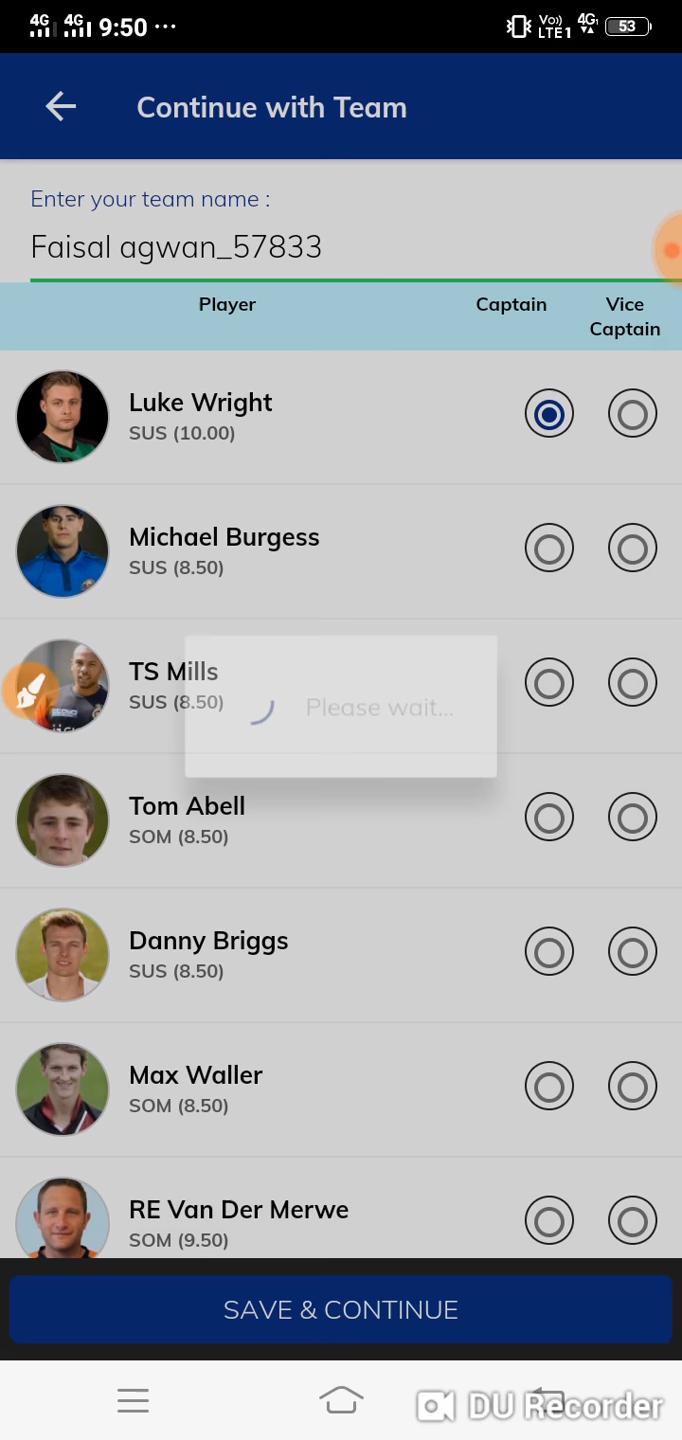 4G 4G 9:50 ...
Vo)) LTE1 4G 53
Continue with Team
Enter your team name :
Faisal agwan_57833
Player Captain Vice Captain
Luke Wright
SUS (10.00)
Michael Burgess
SUS (8.50)
TS Mills
SUS (8.50)
Please wait...
Tom Abell
SOM (8.50)
Danny Briggs
SUS (8.50)
Max Waller
SOM (8.50)
RE Van Der Merwe
SOM (9.50)
SAVE & CONTINUE
DU Recorder